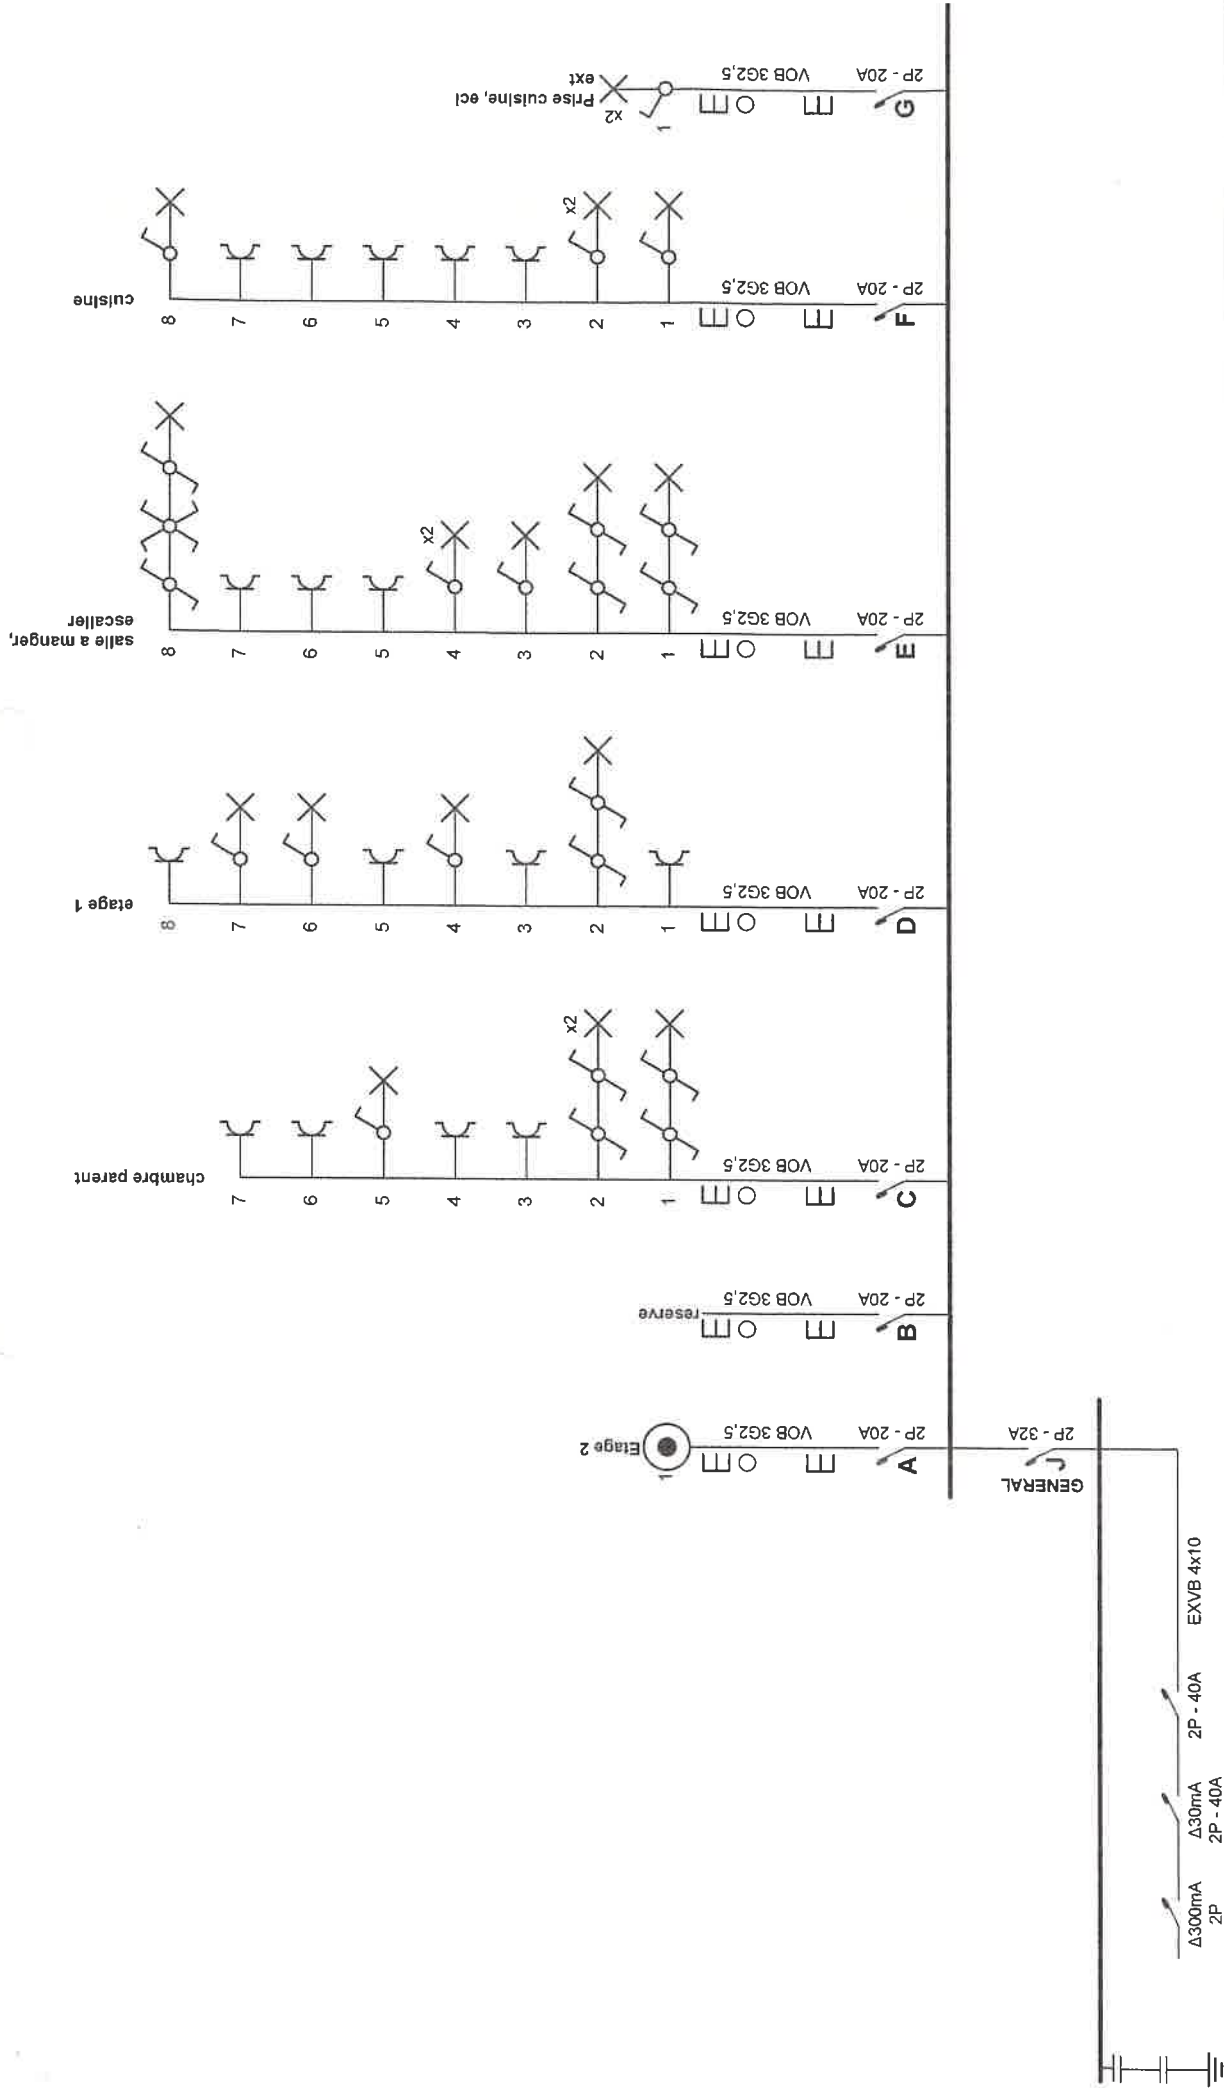 Prise cuisine, ecl
ext
x2
1
VOB 3G2,5
2P - 20A
G
cuisine
8
7
6
5
4
3
x2
2
1
VOB 3G2,5
2P - 20A
F
salle a manger,
escalier
8
7
6
5
x2
4
3
2
1
VOB 3G2,5
2P - 20A
E
etage 1
8
7
6
5
4
3
2
1
VOB 3G2,5
2P - 20A
D
chambre parent
7
6
5
4
3
x2
2
1
VOB 3G2,5
2P - 20A
C
reserve
VOB 3G2,5
2P - 20A
B
Etage 2
1
VOB 3G2,5
2P - 20A
A
2P - 32A
J
GENERAL
EXVB 4x10
2P - 40A
Δ30mA
2P - 40A
Δ300mA
2P